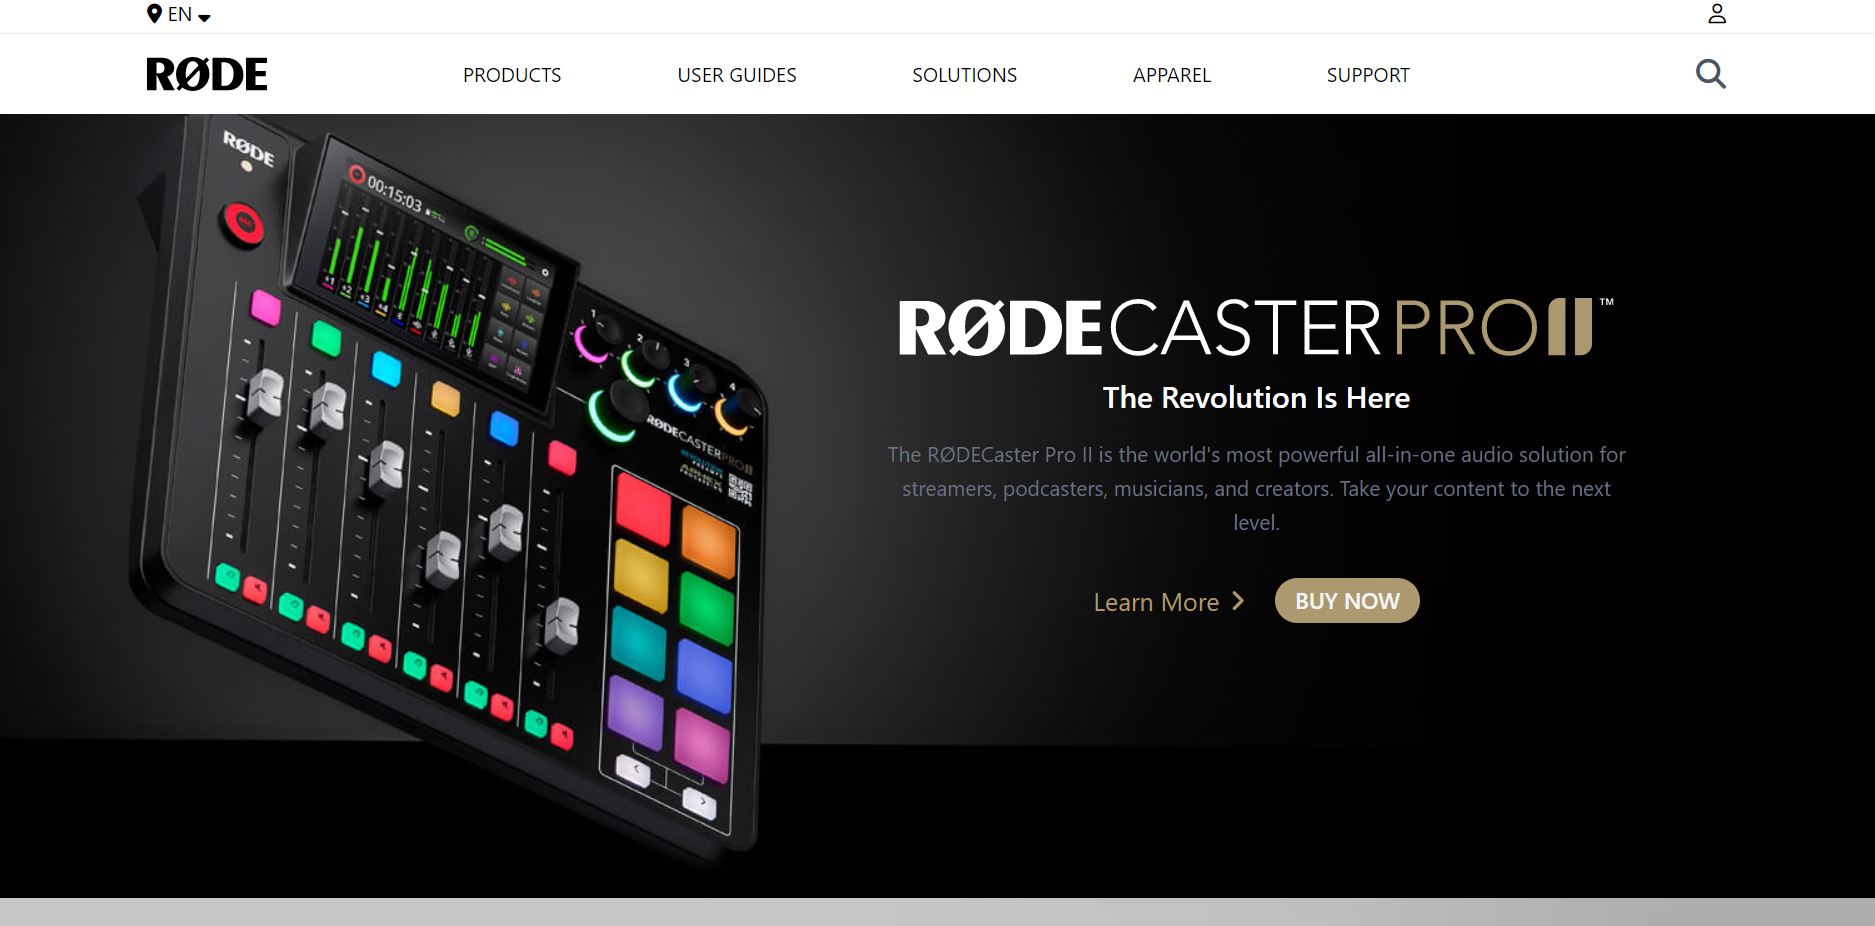 EN
RØDE
PRODUCTS
USER GUIDES
SOLUTIONS
APPAREL
SUPPORT
RØDE
REC
00:15:03
1
2
3
4
RØDECASTER PRO II
RØDECASTER PRO II™
The Revolution Is Here
The RØDECaster Pro II is the world's most powerful all-in-one audio solution for
streamers, podcasters, musicians, and creators. Take your content to the next
level.
Learn More
BUY NOW